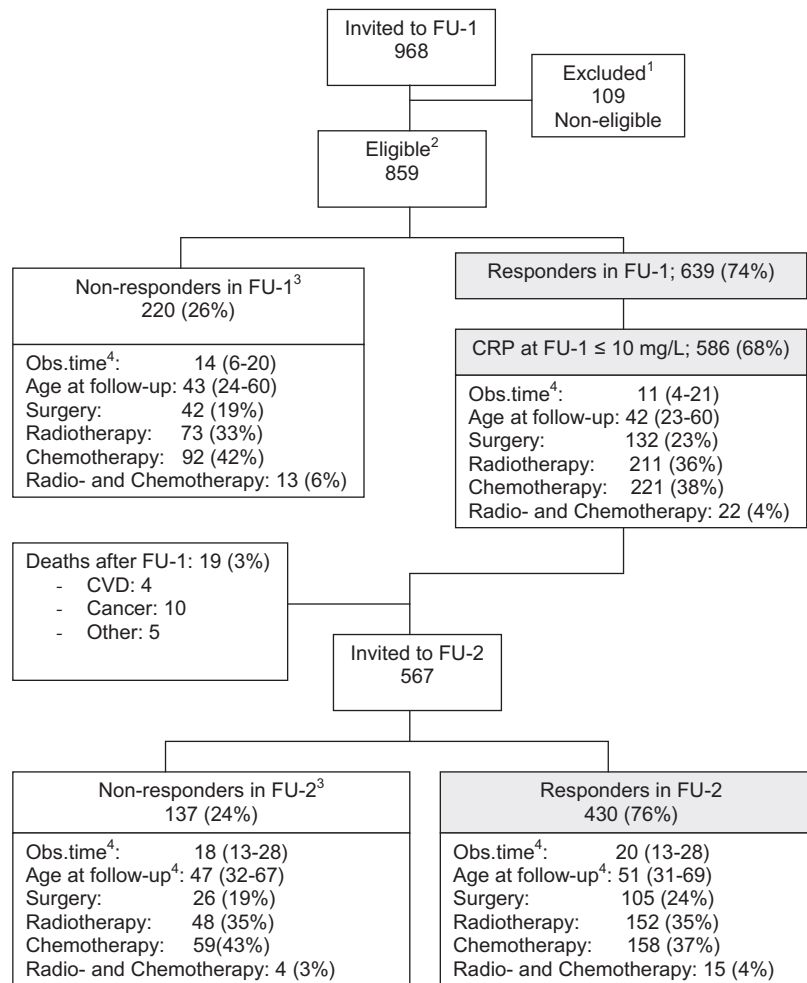 Invited to FU-1
968
Excluded¹
109
Non-eligible
Eligible²
859
Non-responders in FU-1³
220 (26%)
Obs.time⁴: 14 (6-20)
Age at follow-up: 43 (24-60)
Surgery: 42 (19%)
Radiotherapy: 73 (33%)
Chemotherapy: 92 (42%)
Radio- and Chemotherapy: 13 (6%)
Responders in FU-1; 639 (74%)
CRP at FU-1 ≤ 10 mg/L; 586 (68%)
Obs.time⁴: 11 (4-21)
Age at follow-up: 42 (23-60)
Surgery: 132 (23%)
Radiotherapy: 211 (36%)
Chemotherapy: 221 (38%)
Radio- and Chemotherapy: 22 (4%)
Deaths after FU-1: 19 (3%)
- CVD: 4
- Cancer: 10
- Other: 5
Invited to FU-2
567
Non-responders in FU-2³
137 (24%)
Obs.time⁴: 18 (13-28)
Age at follow-up⁴: 47 (32-67)
Surgery: 26 (19%)
Radiotherapy: 48 (35%)
Chemotherapy: 59(43%)
Radio- and Chemotherapy: 4 (3%)
Responders in FU-2
430 (76%)
Obs.time⁴: 20 (13-28)
Age at follow-up⁴: 51 (31-69)
Surgery: 105 (24%)
Radiotherapy: 152 (35%)
Chemotherapy: 158 (37%)
Radio- and Chemotherapy: 15 (4%)